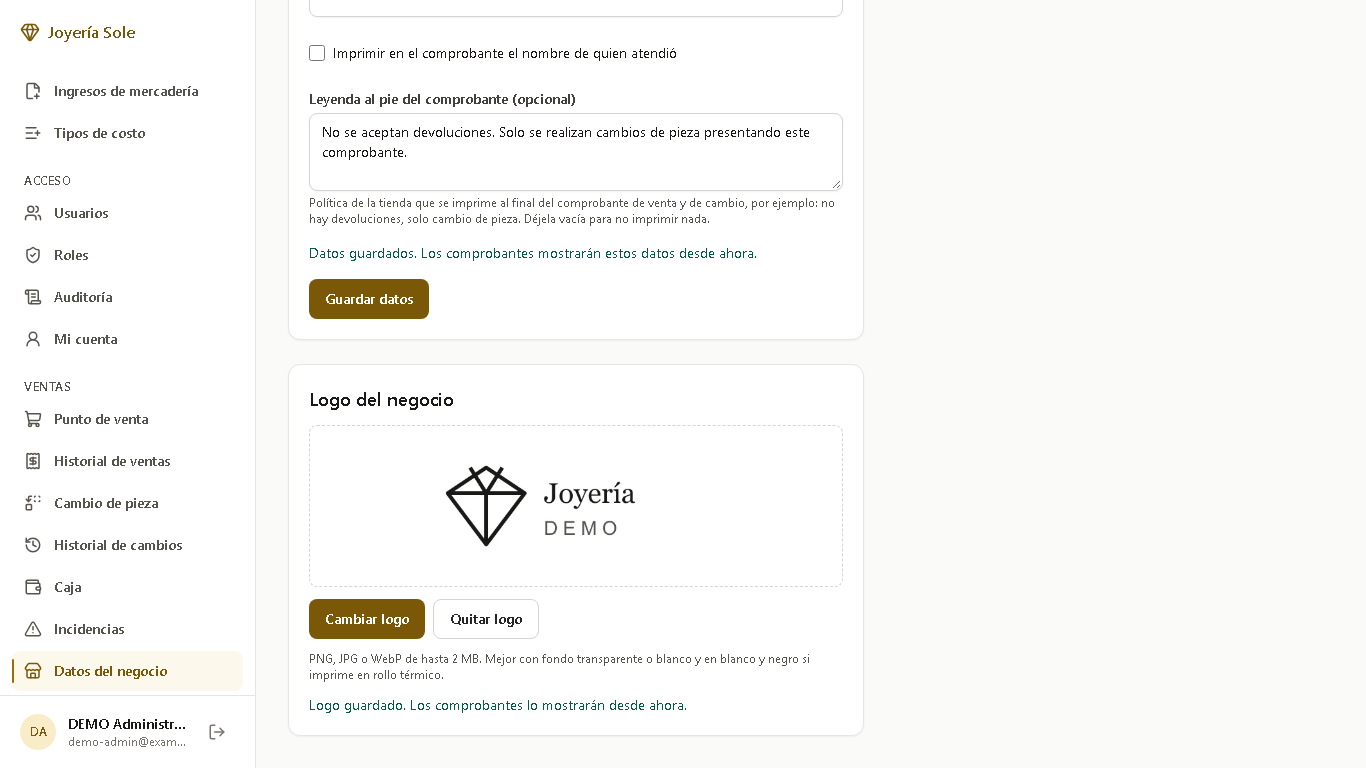 Joyería Sole
Ingresos de mercadería
Tipos de costo
ACCESO
Usuarios
Roles
Auditoría
Mi cuenta
VENTAS
Punto de venta
Historial de ventas
Cambio de pieza
Historial de cambios
Caja
Incidencias
Datos del negocio
DA
DEMO Administr...
demo-admin@exam...
Imprimir en el comprobante el nombre de quien atendió
Leyenda al pie del comprobante (opcional)
No se aceptan devoluciones. Solo se realizan cambios de pieza presentando este
comprobante.
Política de la tienda que se imprime al final del comprobante de venta y de cambio, por ejemplo: no
hay devoluciones, solo cambio de pieza. Déjela vacía para no imprimir nada.
Datos guardados. Los comprobantes mostrarán estos datos desde ahora.
Guardar datos
Logo del negocio
Joyería
DEMO
Cambiar logo
Quitar logo
PNG, JPG o WebP de hasta 2 MB. Mejor con fondo transparente o blanco y en blanco y negro si
imprime en rollo térmico.
Logo guardado. Los comprobantes lo mostrarán desde ahora.